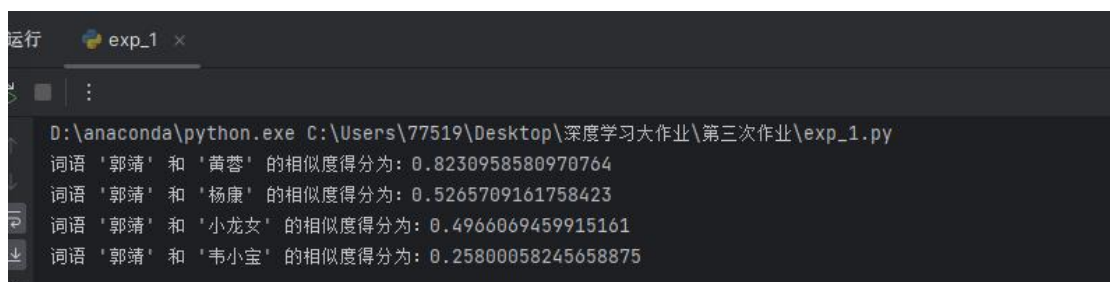 运行 exp_1 ×
D:\anaconda\python.exe C:\Users\77519\Desktop\深度学习大作业\第三次作业\exp_1.py
词语 '郭靖' 和 '黄蓉' 的相似度得分为：0.8230958580970764
词语 '郭靖' 和 '杨康' 的相似度得分为：0.5265709161758423
词语 '郭靖' 和 '小龙女' 的相似度得分为：0.4966069459915161
词语 '郭靖' 和 '韦小宝' 的相似度得分为：0.25800058245658875